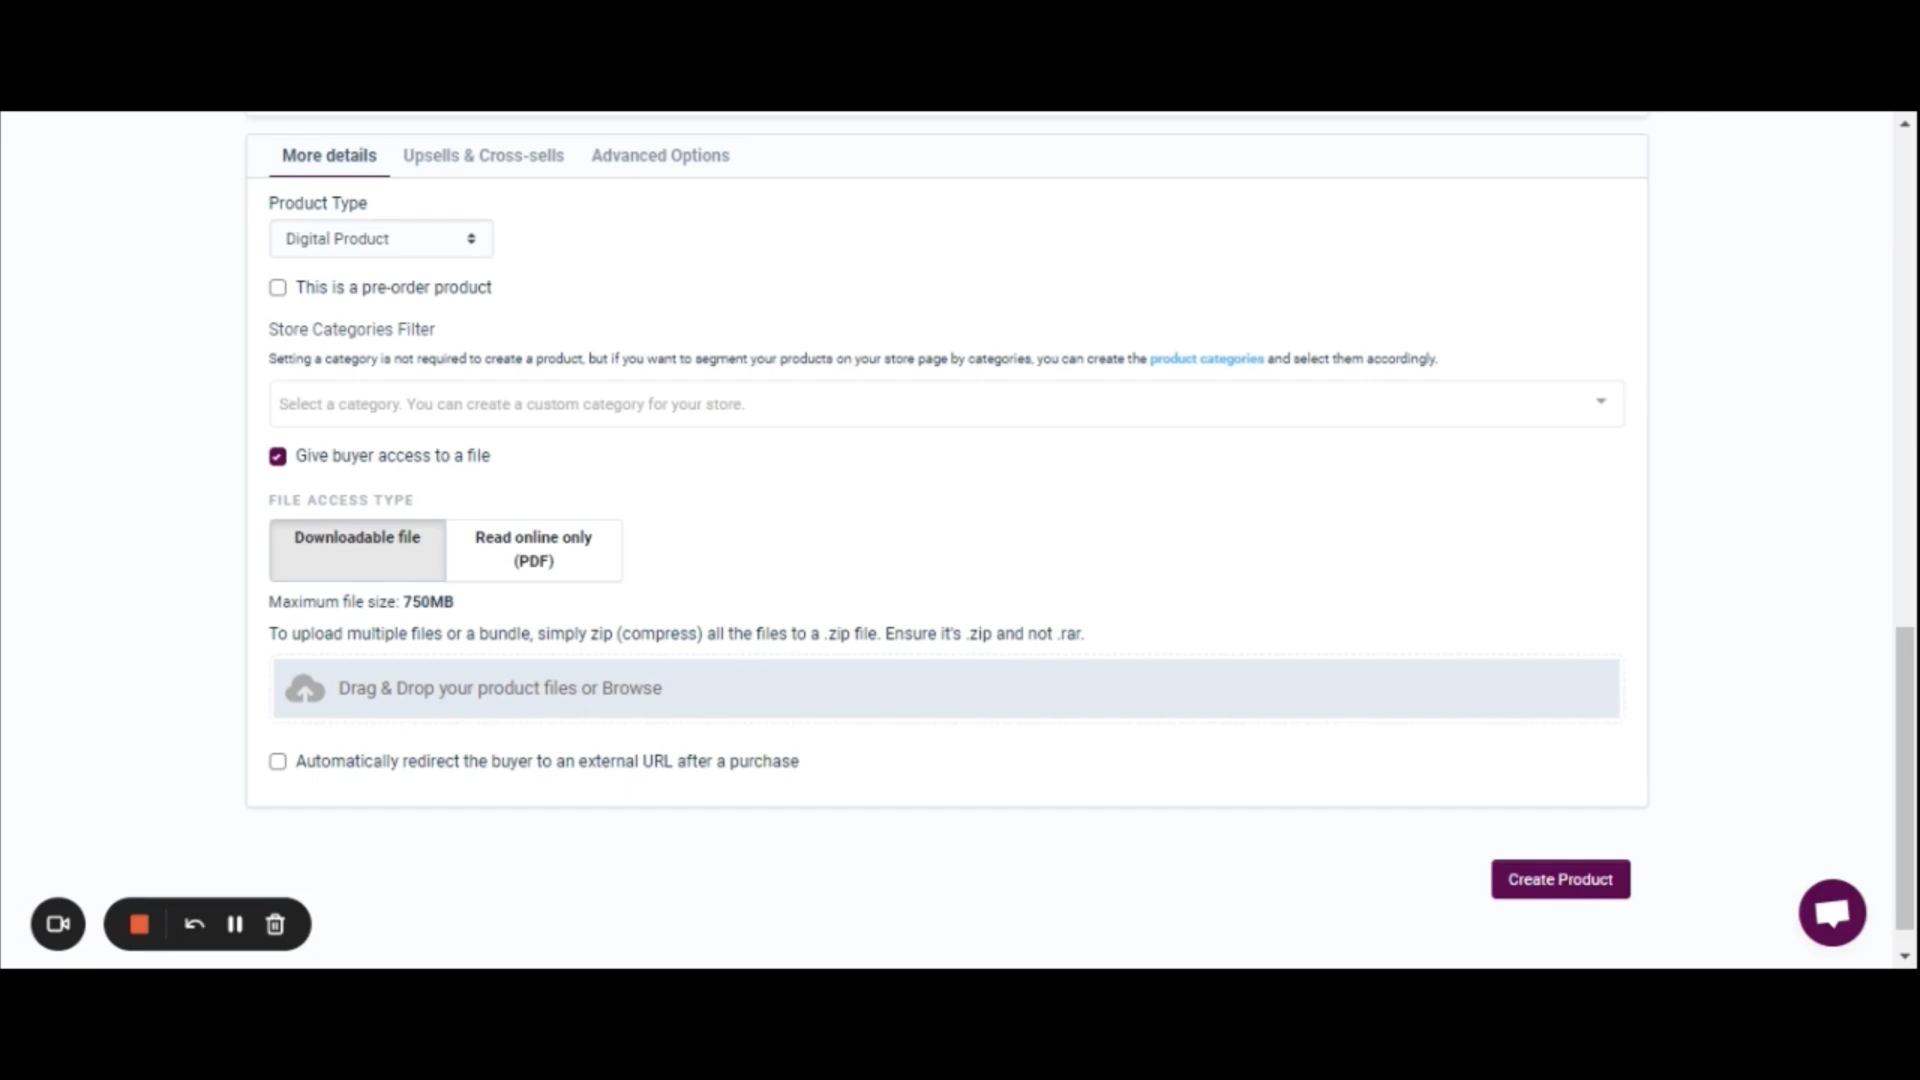 More details Upsells & Cross-sells Advanced Options
Product Type
Digital Product
This is a pre-order product
Store Categories Filter
Setting a category is not required to create a product, but if you want to segment your products on your store page by categories, you can create the product categories and select them accordingly.
Select a category. You can create a custom category for your store.
Give buyer access to a file
FILE ACCESS TYPE
Downloadable file
Read online only
(PDF)
Maximum file size: 750MB
To upload multiple files or a bundle, simply zip (compress) all the files to a .zip file. Ensure it's .zip and not .rar.
Drag & Drop your product files or Browse
Automatically redirect the buyer to an external URL after a purchase
Create Product